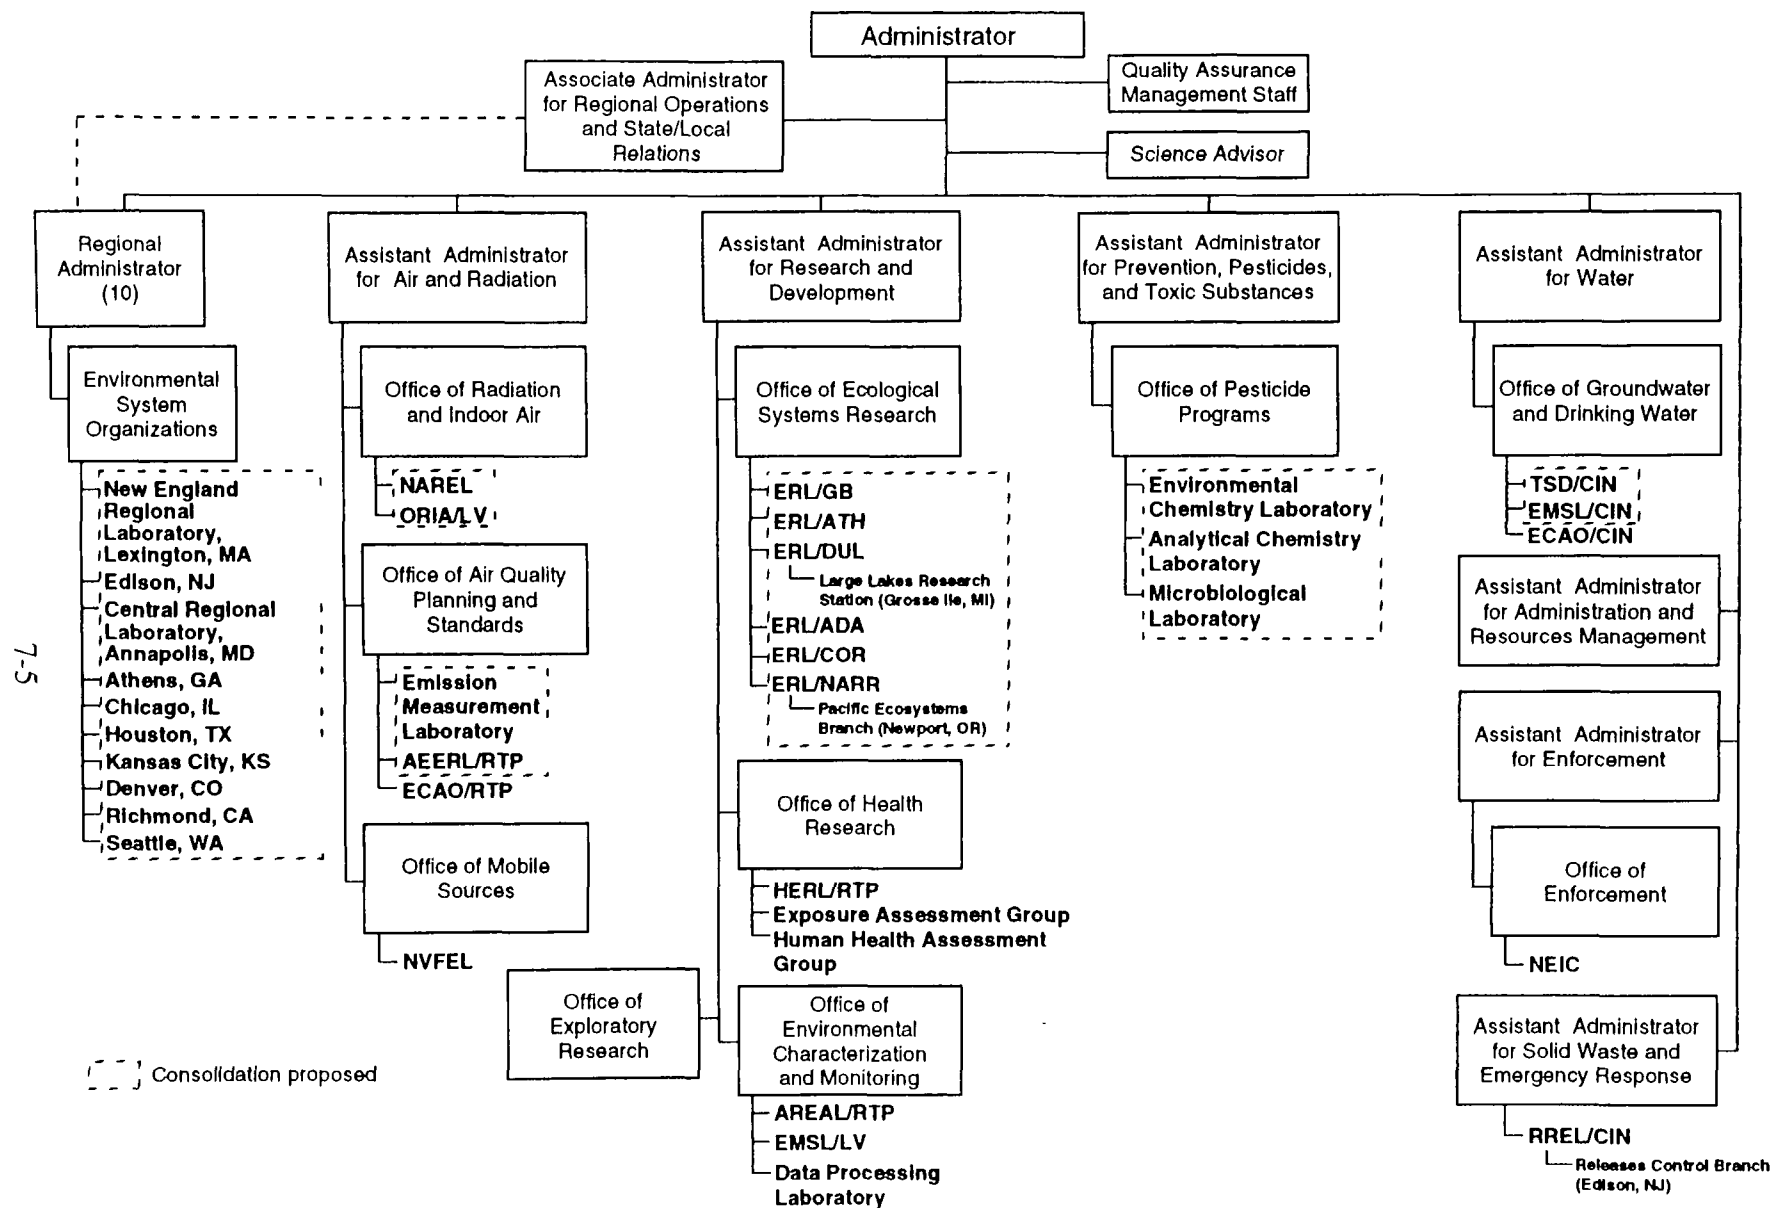 Administrator
Associate Administrator
for Regional Operations
and State/Local
Relations
Quality Assurance
Management Staff
Science Advisor
Regional
Administrator
(10)
Environmental
System
Organizations
New England
Regional
Laboratory,
Lexington, MA
Edison, NJ
Central Regional
Laboratory,
Annapolis, MD
Athens, GA
Chicago, IL
Houston, TX
Kansas City, KS
Denver, CO
Richmond, CA
Seattle, WA
Assistant Administrator
for Air and Radiation
Office of Radiation
and Indoor Air
NAREL
ORIA/LV
Office of Air Quality
Planning and
Standards
Emission
Measurement
Laboratory
AEERL/RTP
ECAO/RTP
Office of Mobile
Sources
NVFEL
Assistant Administrator
for Research and
Development
Office of Ecological
Systems Research
ERL/GB
ERL/ATH
ERL/DUL
Large Lakes Research
Station (Grosse Ile, MI)
ERL/ADA
ERL/COR
ERL/NARR
Pacific Ecosystems
Branch (Newport, OR)
Office of Health
Research
HERL/RTP
Exposure Assessment Group
Human Health Assessment
Group
Office of
Exploratory
Research
Office of
Environmental
Characterization
and Monitoring
AREAL/RTP
EMSL/LV
Data Processing
Laboratory
Assistant Administrator
for Prevention, Pesticides,
and Toxic Substances
Office of Pesticide
Programs
Environmental
Chemistry Laboratory
Analytical Chemistry
Laboratory
Microbiological
Laboratory
Assistant Administrator
for Water
Office of Groundwater
and Drinking Water
TSD/CIN
EMSL/CIN
ECAO/CIN
Assistant Administrator
for Administration and
Resources Management
Assistant Administrator
for Enforcement
Office of
Enforcement
NEIC
Assistant Administrator
for Solid Waste and
Emergency Response
RREL/CIN
Releases Control Branch
(Edison, NJ)
Consolidation proposed
7-5